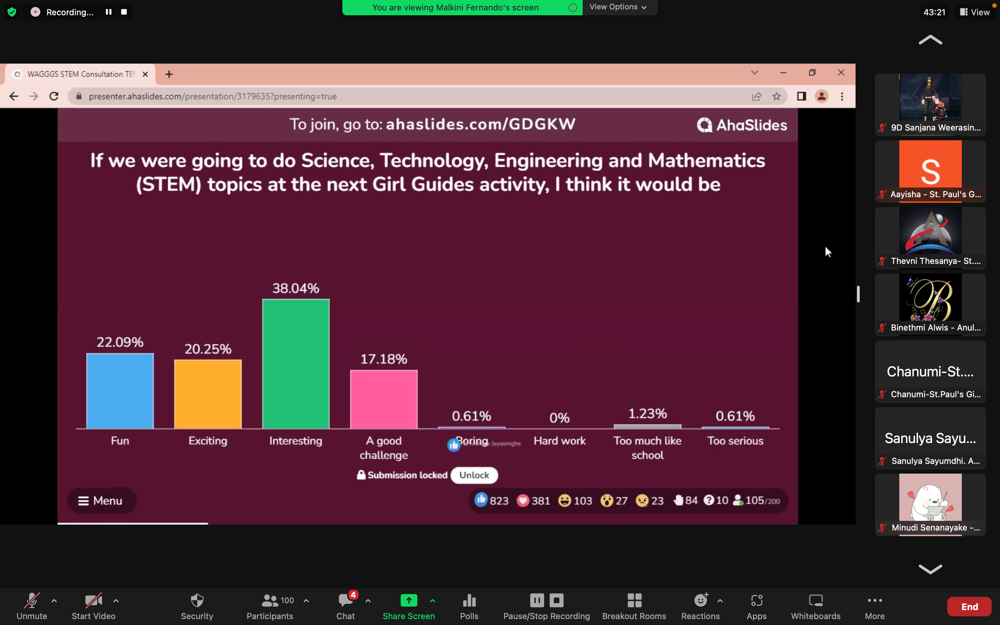 Recording...
You are viewing Malkini Fernando's screen
View Options
43:21
View
WAGGGS STEM Consultation TEM
presenter.ahaslides.com/presentation/3179635?presenting=true
To join, go to: ahaslides.com/GDGKW
AhaSlides
If we were going to do Science, Technology, Engineering and Mathematics
(STEM) topics at the next Girl Guides activity, I think it would be
22.09%
20.25%
38.04%
17.18%
0.61%
0%
1.23%
0.61%
Fun
Exciting
Interesting
A good
challenge
Boring
Jayasinghe
Hard work
Too much like
school
Too serious
Submission locked
Unlock
Menu
823
381
103
27
23
84
10
105/200
9D Sanjana Weerasin...
S
Aayisha - St. Paul's G...
Thevni Thesanya- St....
B
Binethmi Alwis - Anul...
Chanumi-St....
Chanumi-St.Paul's Gi...
Sanulya Sayu...
Sanulya Sayumdhi. A...
Minudi Senanayake -...
Unmute
Start Video
Security
Participants
100
Chat
4
Share Screen
Polls
Pause/Stop Recording
Breakout Rooms
Reactions
Apps
Whiteboards
More
End